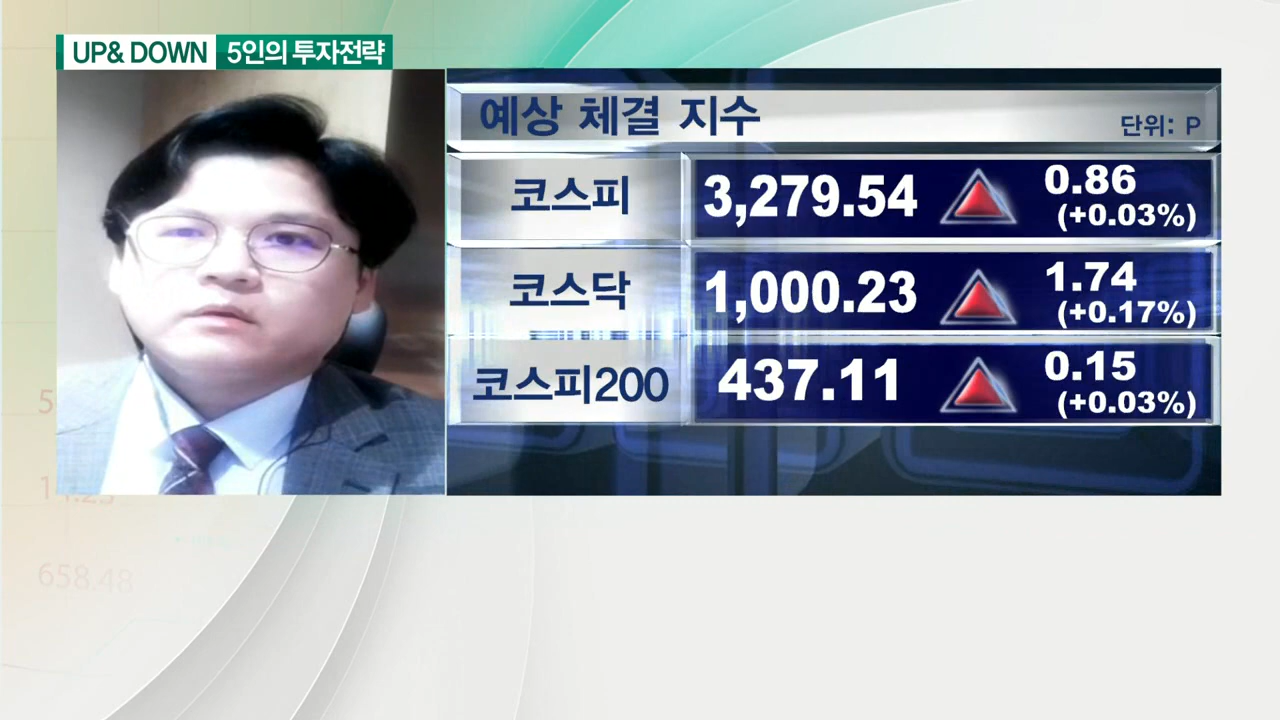 UP& DOWN 5인의 투자전략
예상 체결 지수
단위: P
코스피 3,279.54 0.86
(+0.03%)
코스닥 1,000.23 1.74
(+0.17%)
코스피200 437.11 0.15
(+0.03%)
658.48